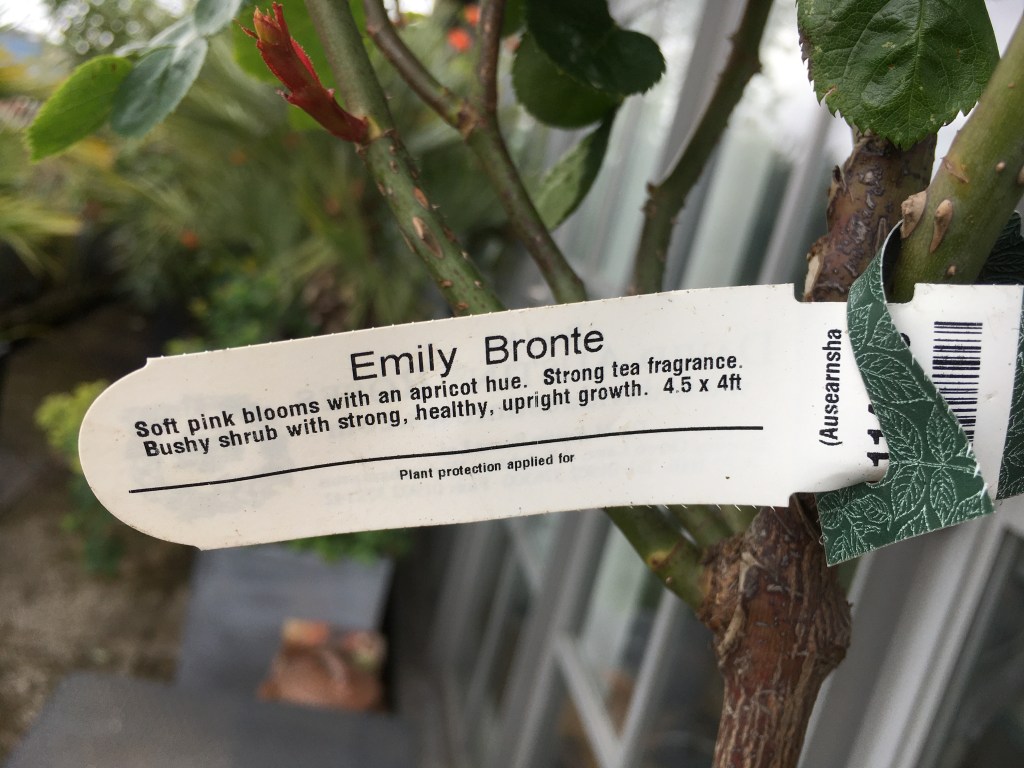 Emily Bronte
Soft pink blooms with an apricot hue. Strong tea fragrance.
Bushy shrub with strong, healthy, upright growth. 4.5 x 4ft
Plant protection applied for
(Ausearnsha